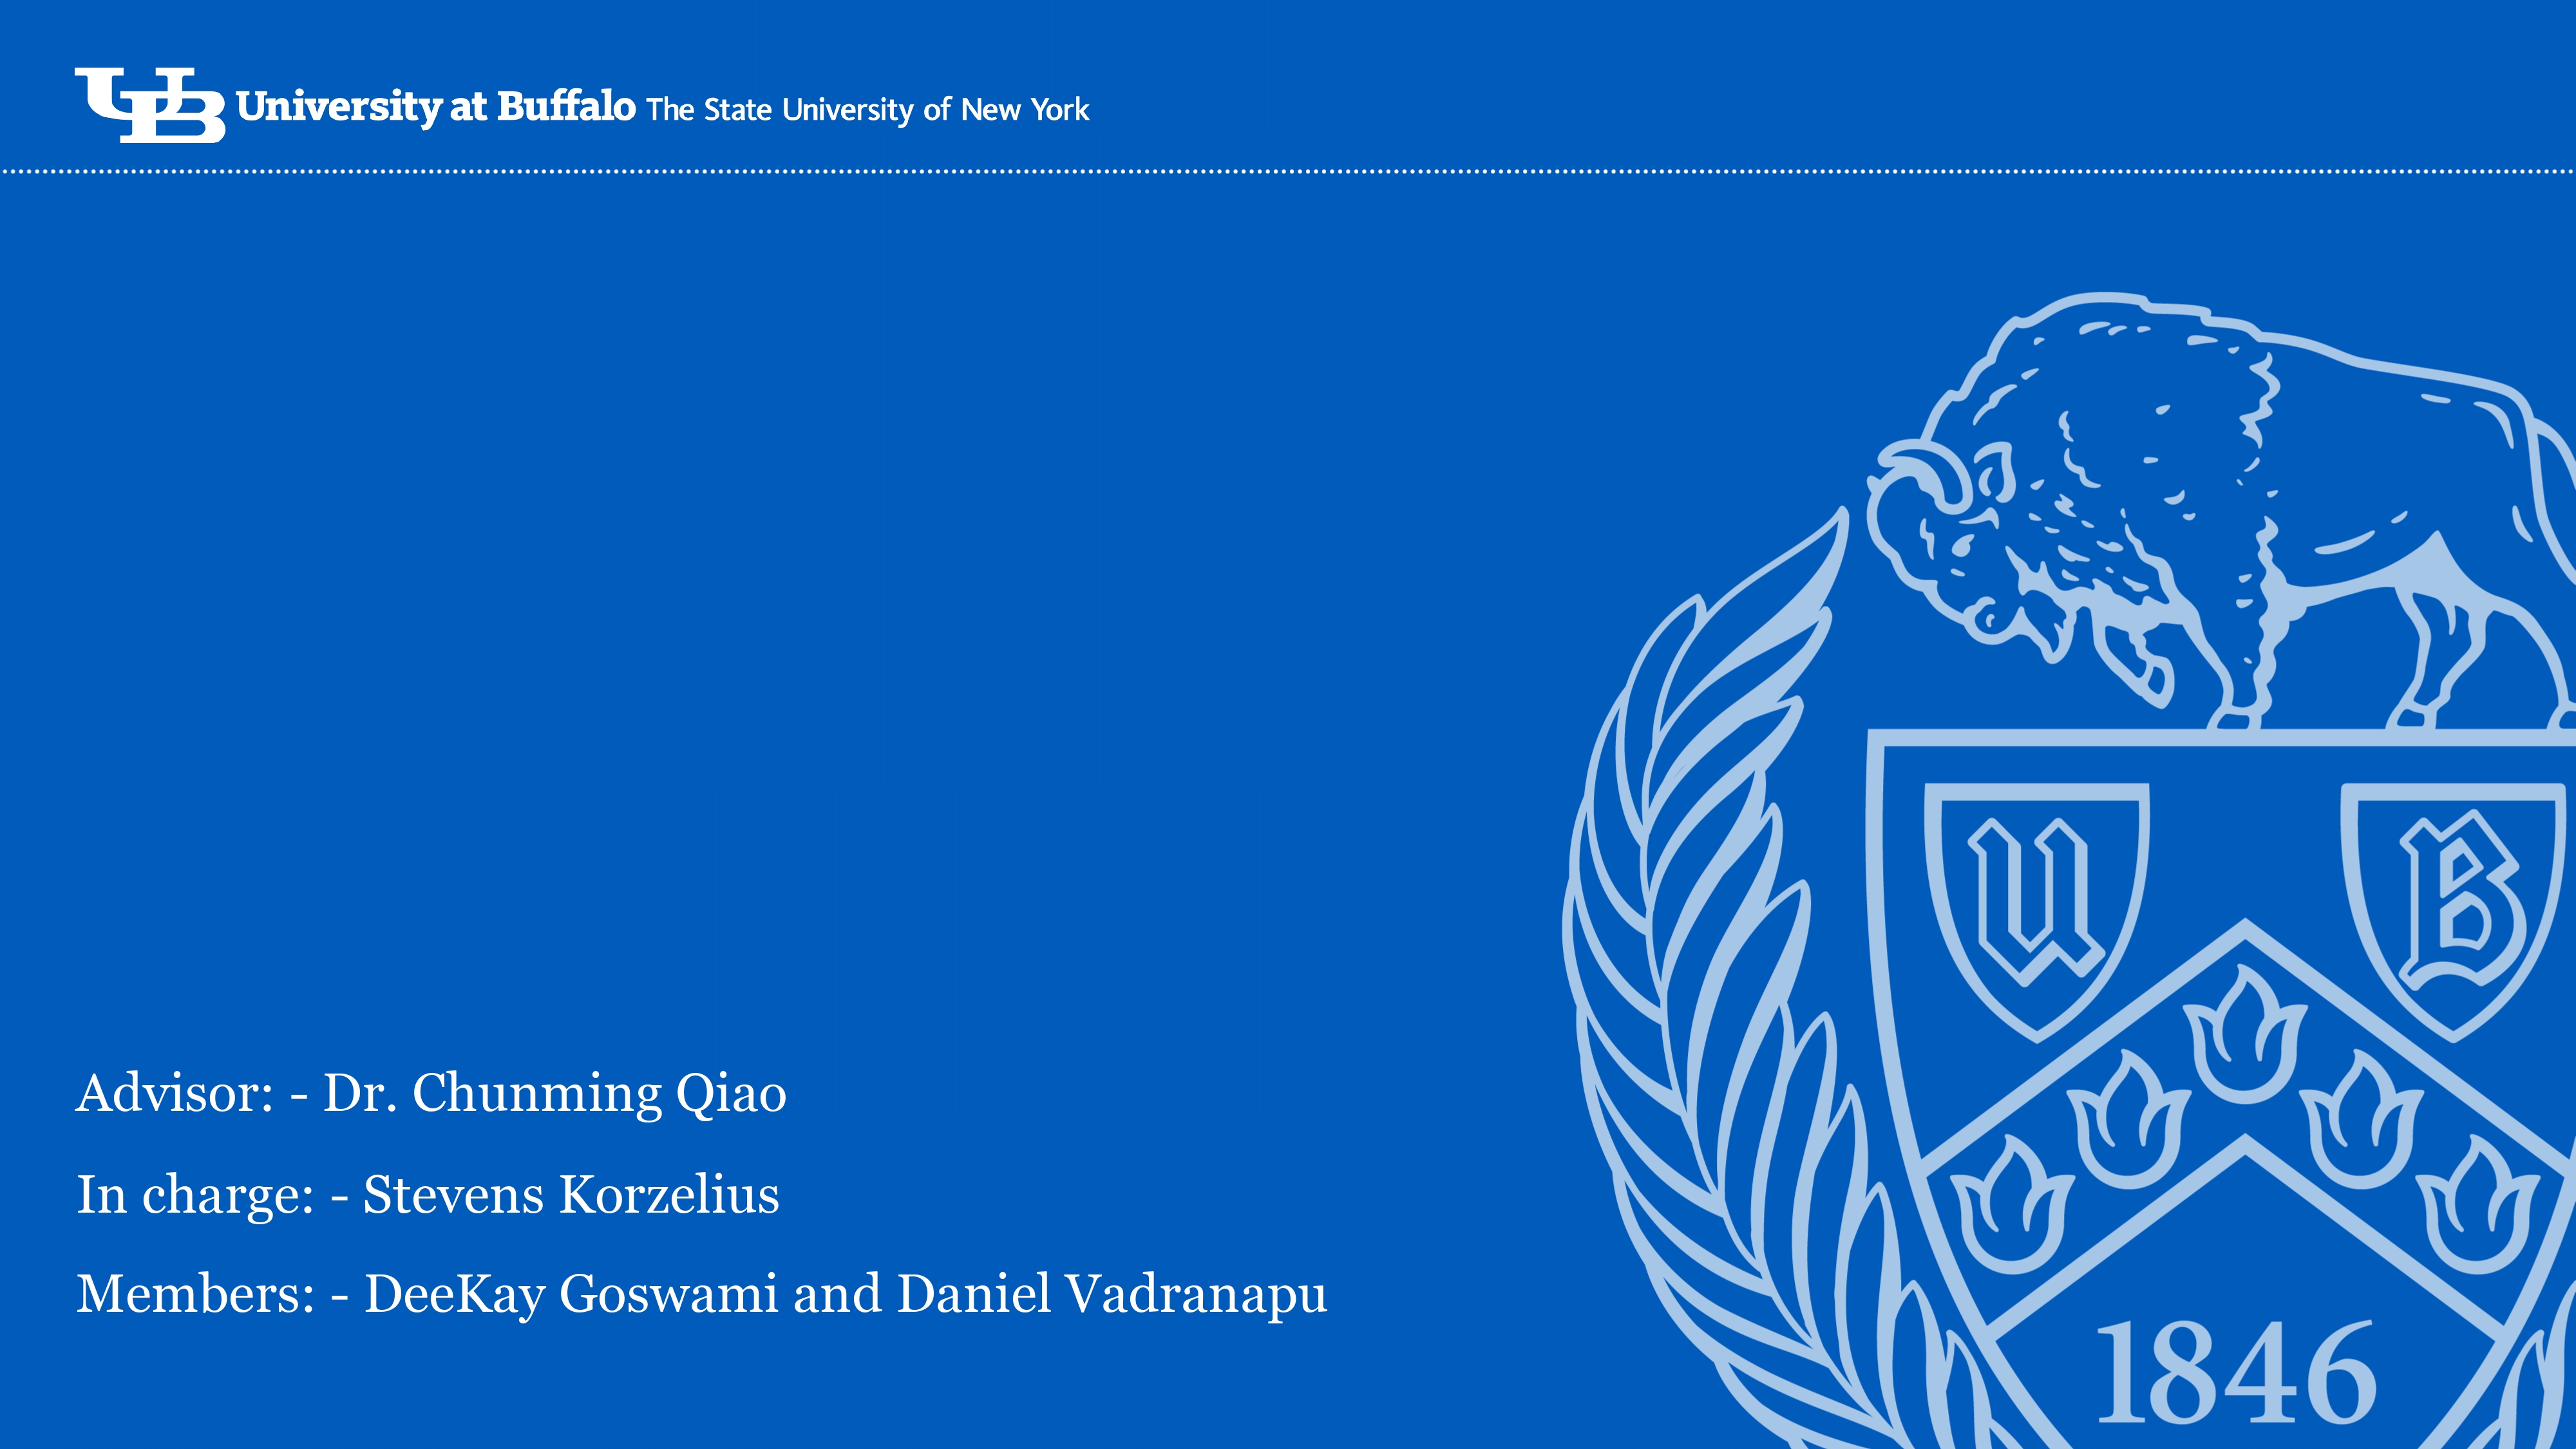 UB University at Buffalo The State University of New York
U B
1846
Advisor: - Dr. Chunming Qiao
In charge: - Stevens Korzelius
Members: - DeeKay Goswami and Daniel Vadranapu